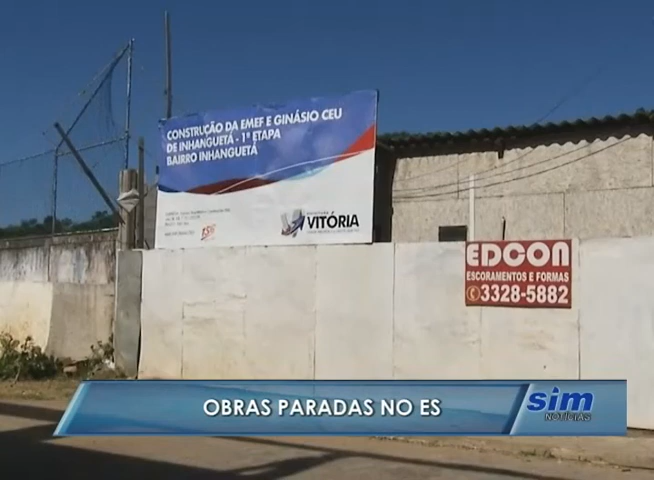 CONSTRUÇÃO DA EMEF E GINÁSIO CEU
DE INHANGUETÁ - 1ª ETAPA
BAIRRO INHANGUETÁ
VITÓRIA
EDCON
ESCORAMENTOS E FORMAS
3328-5882
OBRAS PARADAS NO ES
sim
NOTÍCIAS